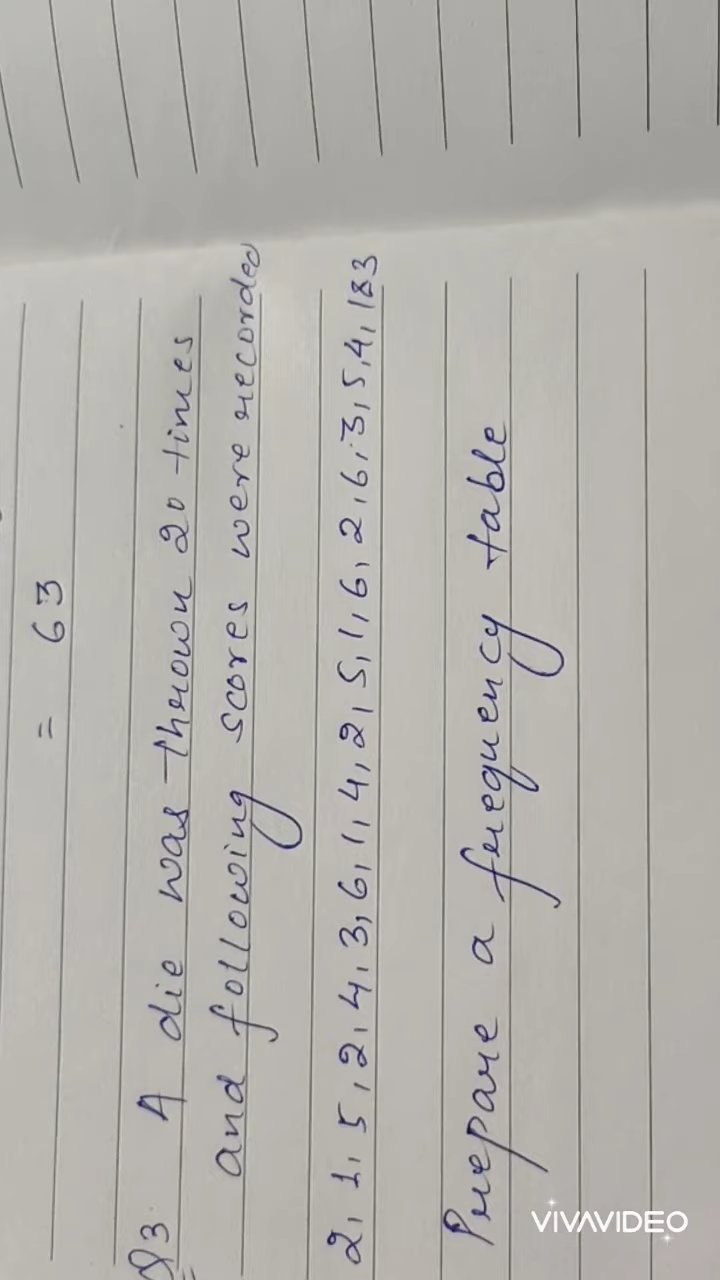 = 63
Q3. A die was thrown 20 times
and following scores were recorded
2, 1, 5, 2, 4, 3, 6, 1, 4, 2, 5, 1, 6, 2, 6, 3, 5, 4, 1&3
Prepare a frequency table
VIVAVIDEO